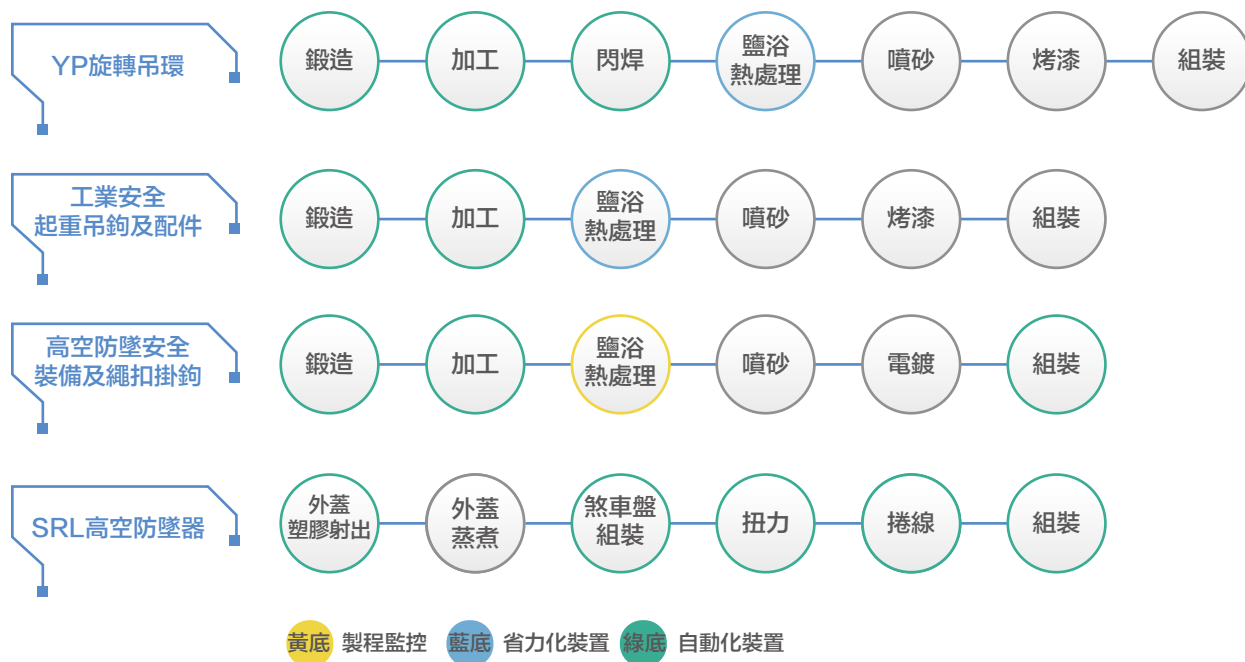 YP旋轉吊環
鍛造
加工
閃焊
鹽浴
熱處理
噴砂
烤漆
組裝
工業安全
起重吊鉤及配件
鍛造
加工
鹽浴
熱處理
噴砂
烤漆
組裝
高空防墜安全
裝備及繩扣掛鉤
鍛造
加工
鹽浴
熱處理
噴砂
電鍍
組裝
SRL高空防墜器
外蓋
塑膠射出
外蓋
蒸煮
煞車盤
組裝
扭力
捲線
組裝
黃底 製程監控
藍底 省力化裝置
綠底 自動化裝置